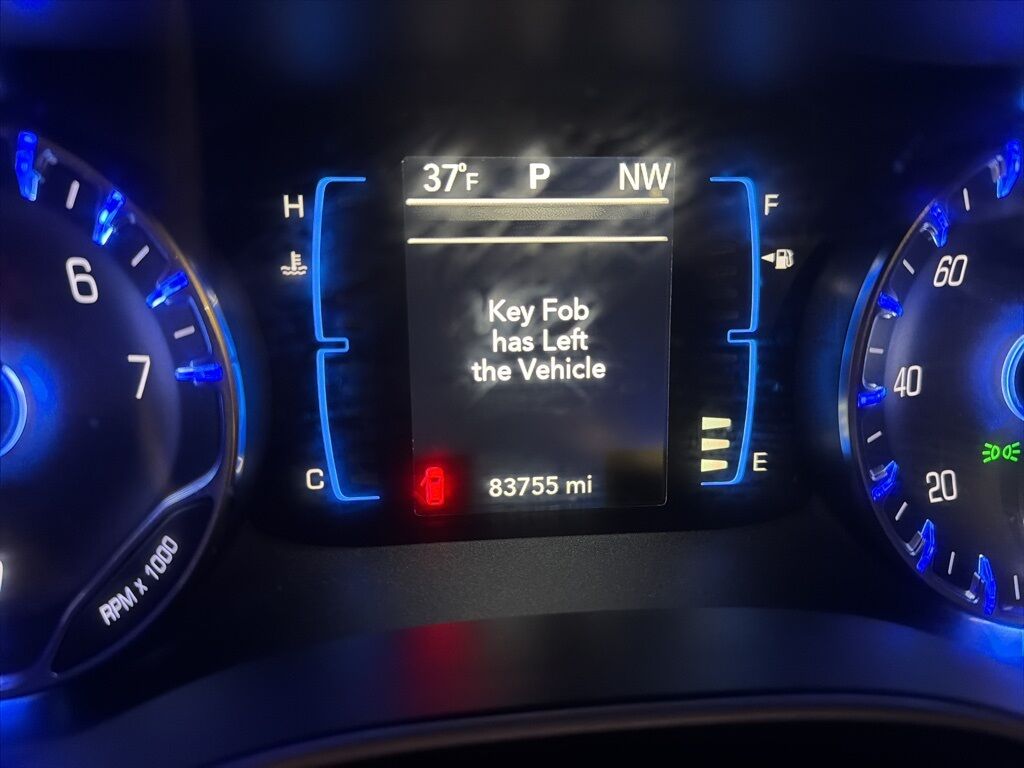 37°F P NW
H
F
6
7
Key Fob
has Left
the Vehicle
C
E
83755 mi
RPM x 1000
60
40
20